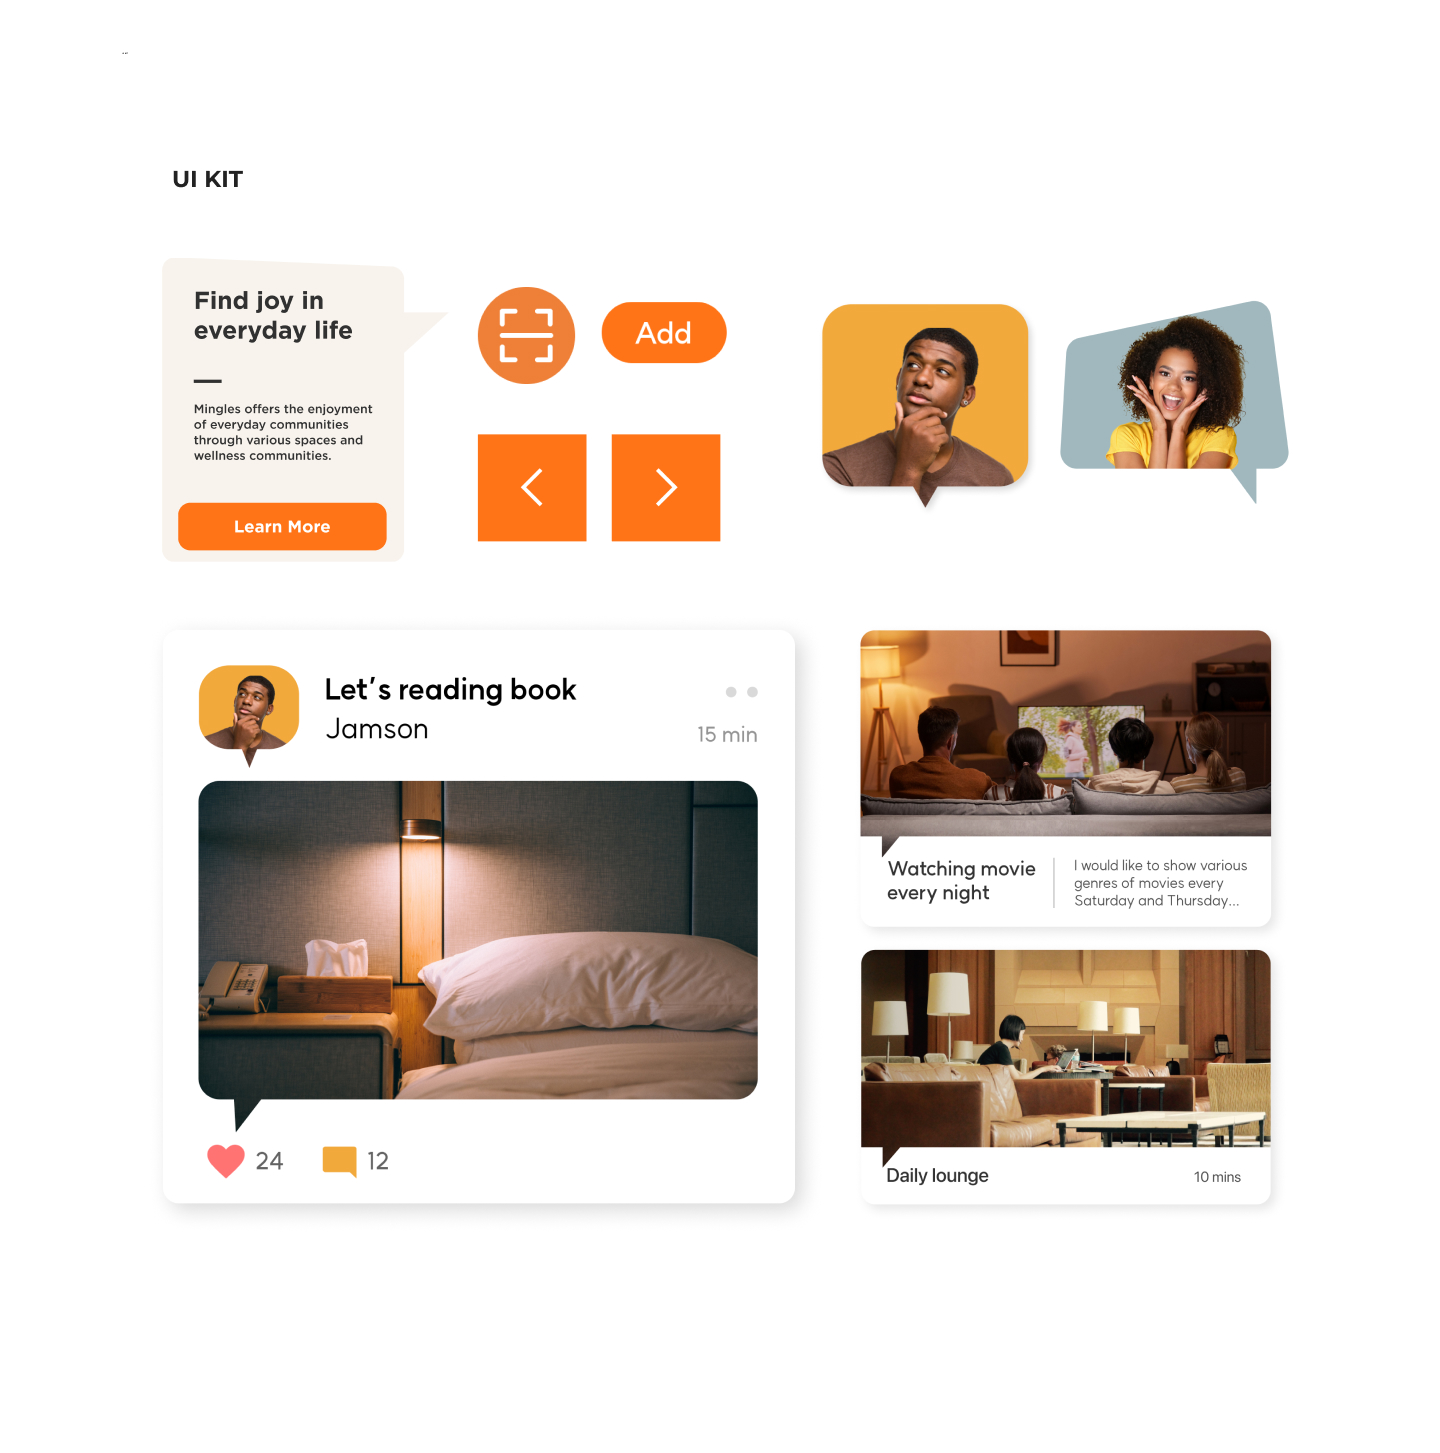 UI KIT
Find joy in
everyday life
Mingles offers the enjoyment
of everyday communities
through various spaces and
wellness communities.
Learn More
Add
Let's reading book
Jamson
15 min
24
12
Watching movie
every night
I would like to show various
genres of movies every
Saturday and Thursday...
Daily lounge
10 mins